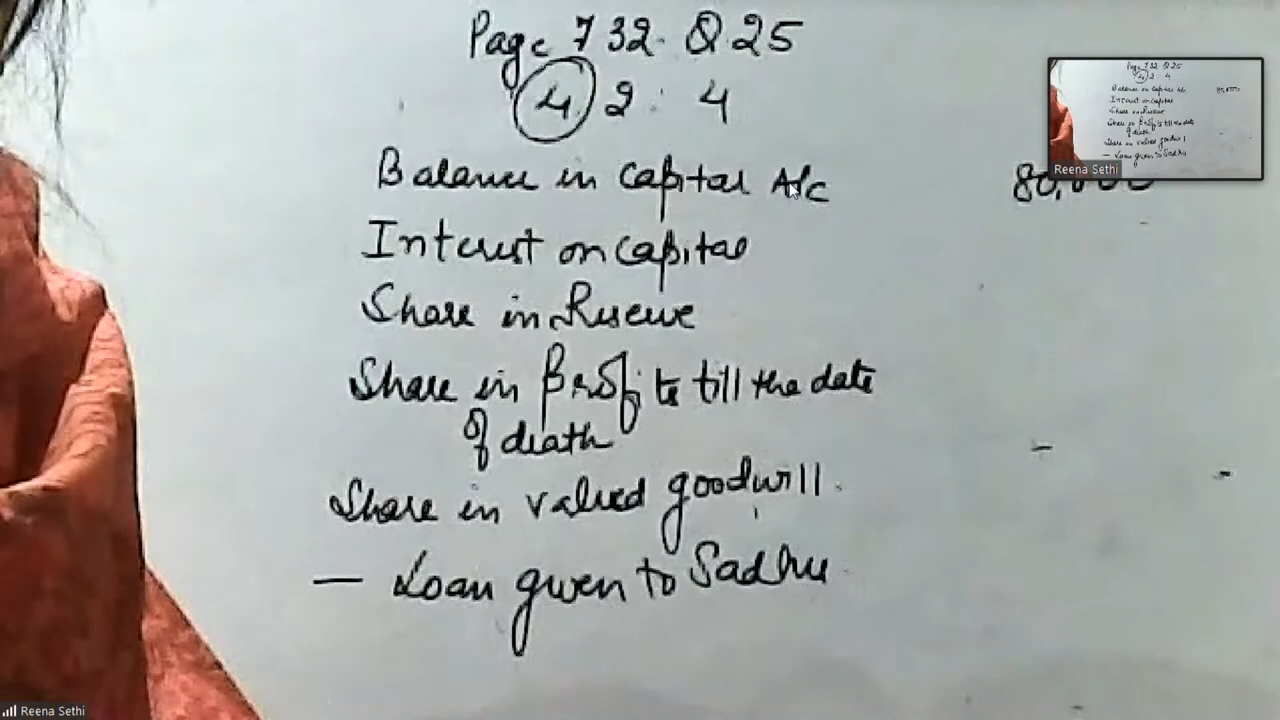 Page 732. Q.25
4 2 : 4
Balance in capital A/c 80,000
Interest on capital
Share in Reserve
Share in profits till the date
of death
Share in valued goodwill.
— Loan given to Sadhu
Reena Sethi
Reena Sethi